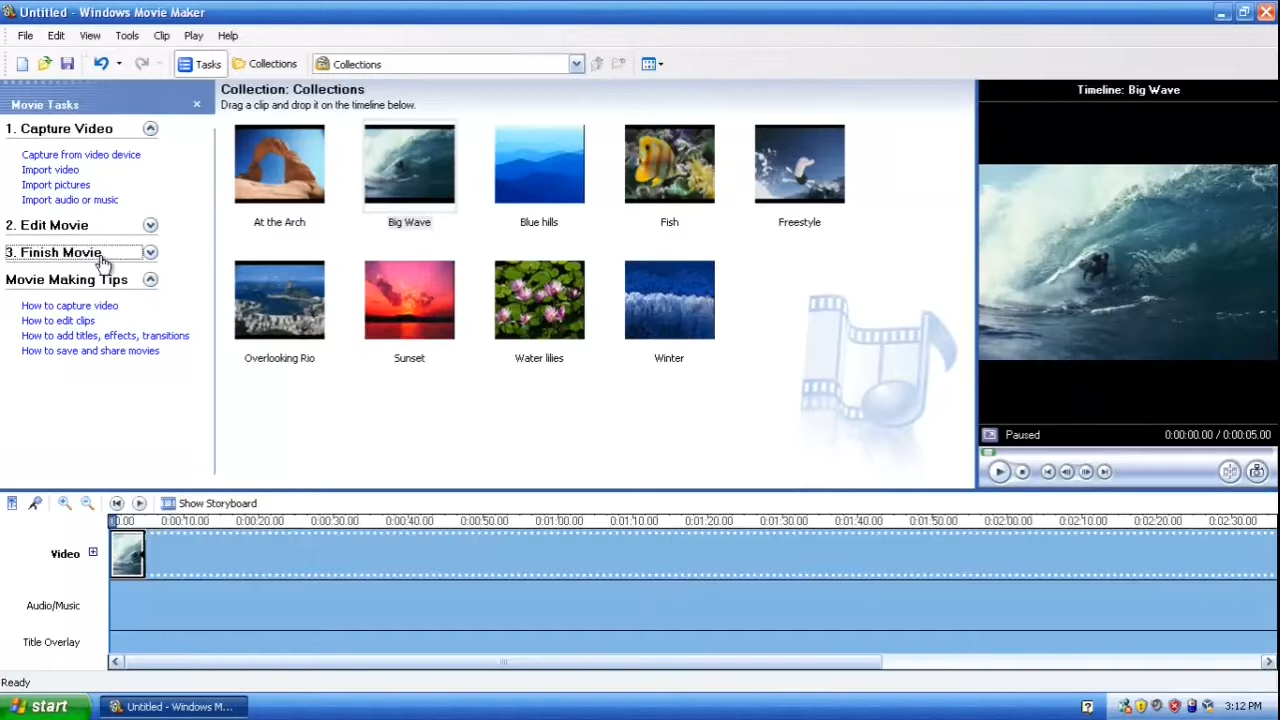 Untitled - Windows Movie Maker
File Edit View Tools Clip Play Help
Tasks Collections Collections
Movie Tasks
1. Capture Video
Capture from video device
Import video
Import pictures
Import audio or music
2. Edit Movie
3. Finish Movie
Movie Making Tips
How to capture video
How to edit clips
How to add titles, effects, transitions
How to save and share movies
Collection: Collections
Drag a clip and drop it on the timeline below.
At the Arch Big Wave Blue hills Fish Freestyle
Overlooking Rio Sunset Water lilies Winter
Timeline: Big Wave
Paused 0:00:00.00 / 0:00:05.00
Show Storyboard
0:00:10.00 0:00:20.00 0:00:30.00 0:00:40.00 0:00:50.00 0:01:00.00 0:01:10.00 0:01:20.00 0:01:30.00 0:01:40.00 0:01:50.00 0:02:00.00 0:02:10.00 0:02:20.00 0:02:30.00
Video
Audio/Music
Title Overlay
Ready
start Untitled - Windows M... 3:12 PM